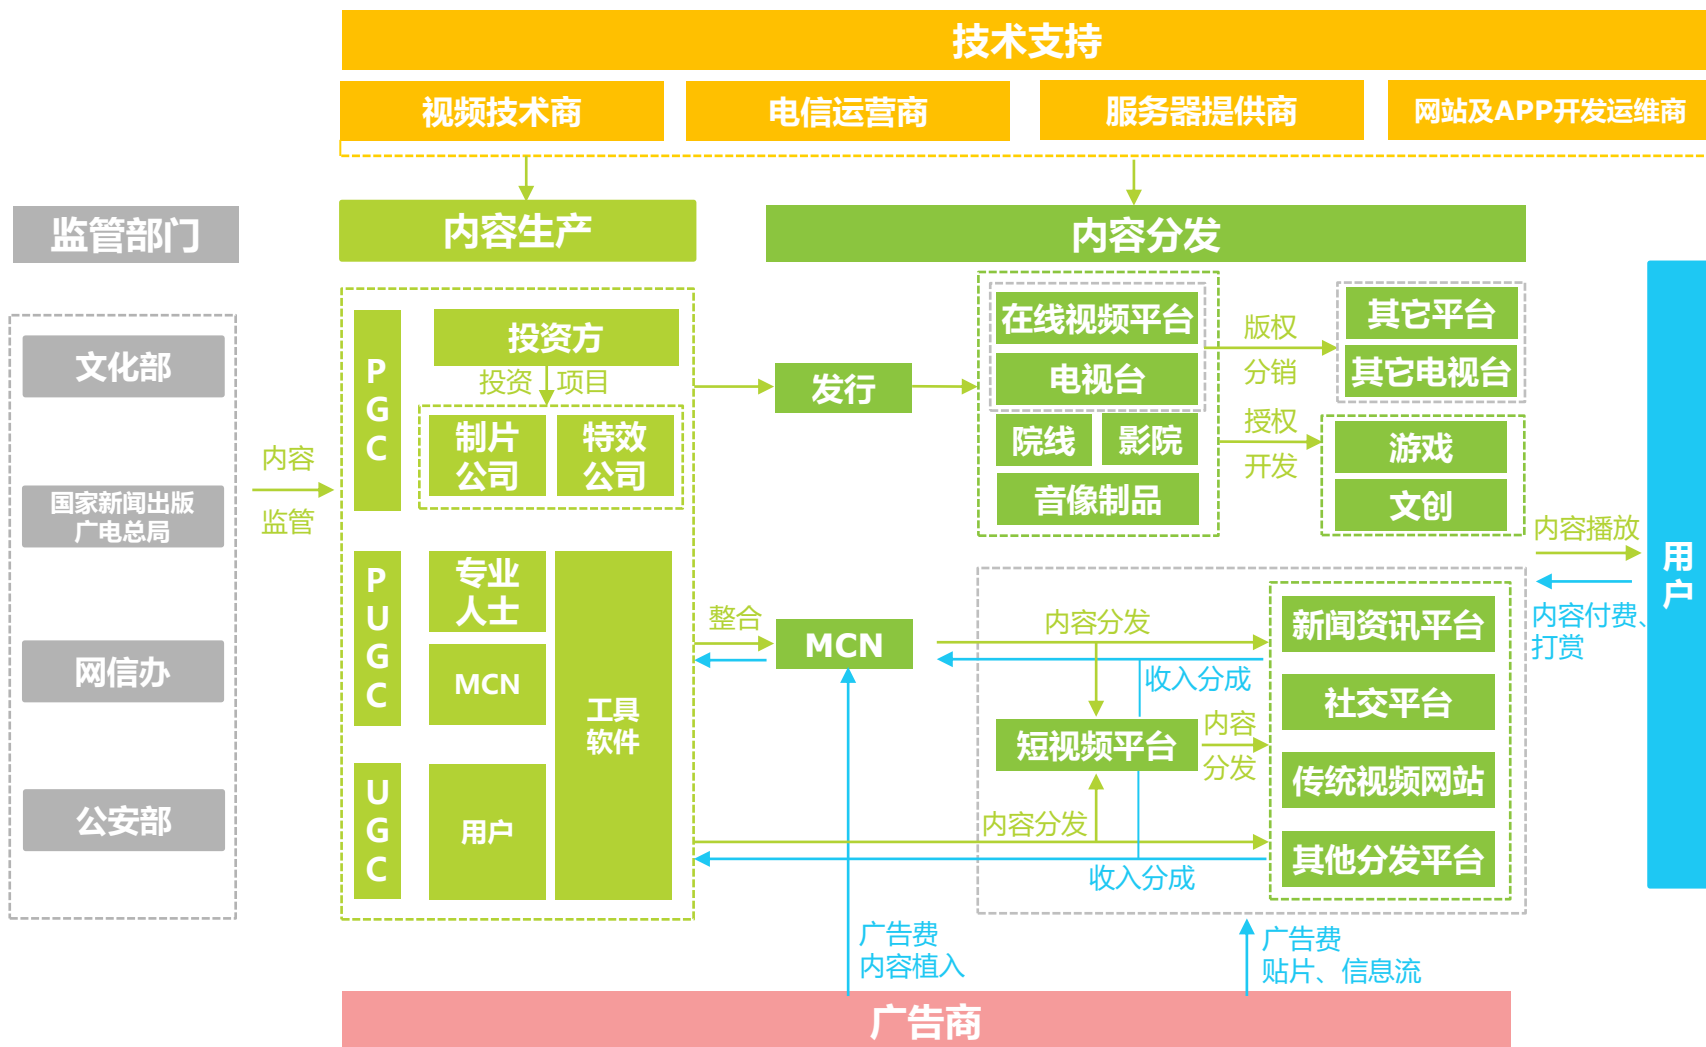 技术支持
视频技术商
电信运营商
服务器提供商
网站及APP开发运维商
监管部门
内容生产
内容分发
文化部
国家新闻出版
广电总局
网信办
公安部
内容
监管
P
G
C
投资方
投资 项目
制片
公司
特效
公司
P
U
G
C
专业
人士
MCN
工具
软件
U
G
C
用户
发行
在线视频平台
电视台
院线
影院
音像制品
版权
分销
其它平台
其它电视台
授权
开发
游戏
文创
整合
MCN
内容分发
收入分成
短视频平台
内容
分发
内容分发
收入分成
新闻资讯平台
社交平台
传统视频网站
其他分发平台
内容播放
内容付费、
打赏
用
户
广告费
内容植入
广告费
贴片、信息流
广告商